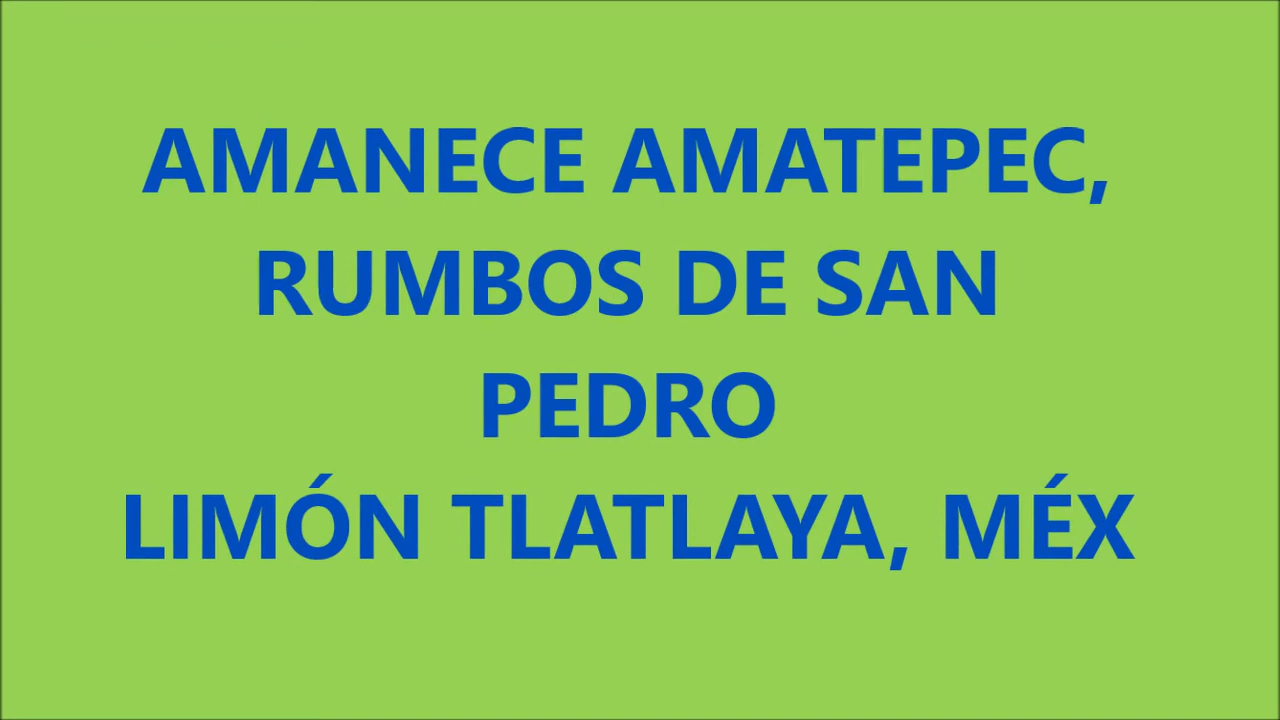 AMANECE AMATEPEC,
RUMBOS DE SAN
PEDRO
LIMÓN TLATLAYA, MÉX